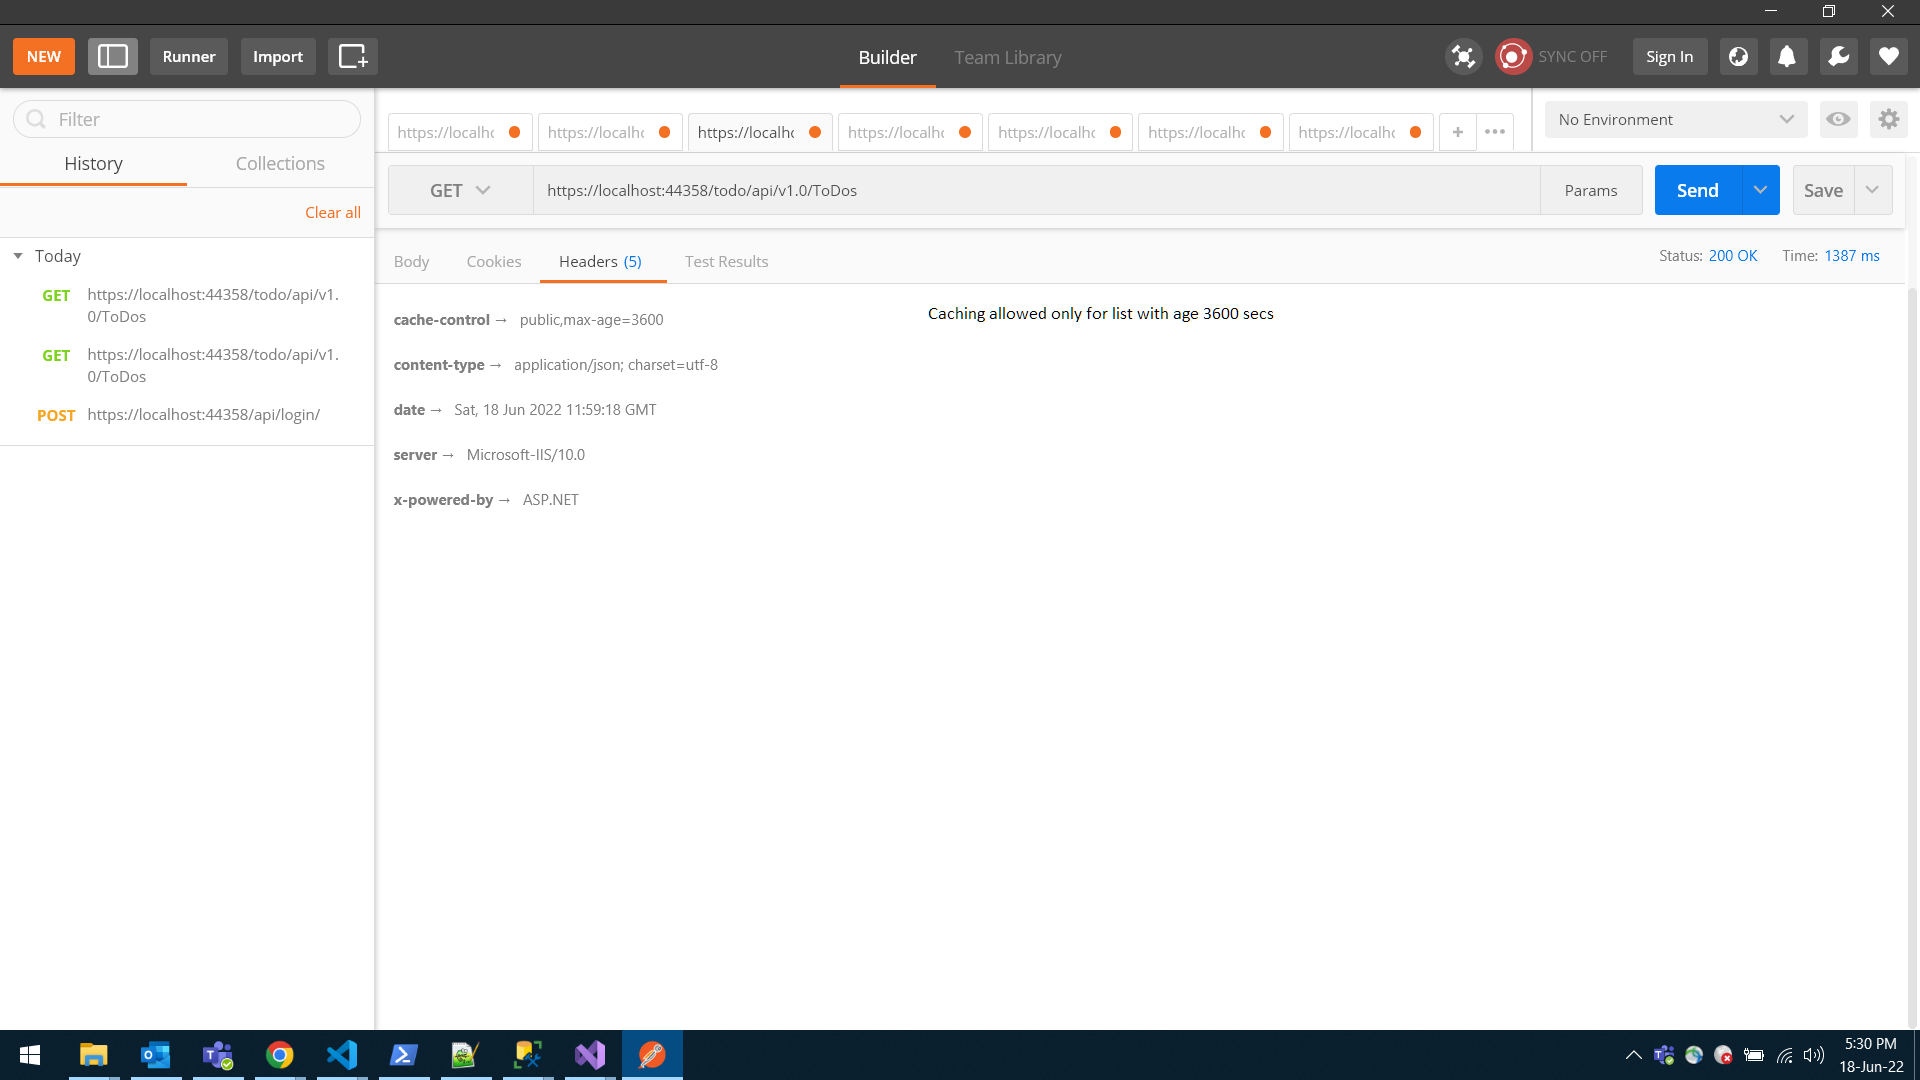 NEW
Runner
Import
Builder
Team Library
SYNC OFF
Sign In
Filter
History
Collections
Clear all
Today
GET https://localhost:44358/todo/api/v1.
0/ToDos
GET https://localhost:44358/todo/api/v1.
0/ToDos
POST https://localhost:44358/api/login/
https://localhc
https://localhc
https://localhc
https://localhc
https://localhc
https://localhc
https://localhc
No Environment
GET https://localhost:44358/todo/api/v1.0/ToDos Params Send Save
Body Cookies Headers (5) Test Results Status: 200 OK Time: 1387 ms
cache-control → public,max-age=3600
Caching allowed only for list with age 3600 secs
content-type → application/json; charset=utf-8
date → Sat, 18 Jun 2022 11:59:18 GMT
server → Microsoft-IIS/10.0
x-powered-by → ASP.NET
5:30 PM
18-Jun-22